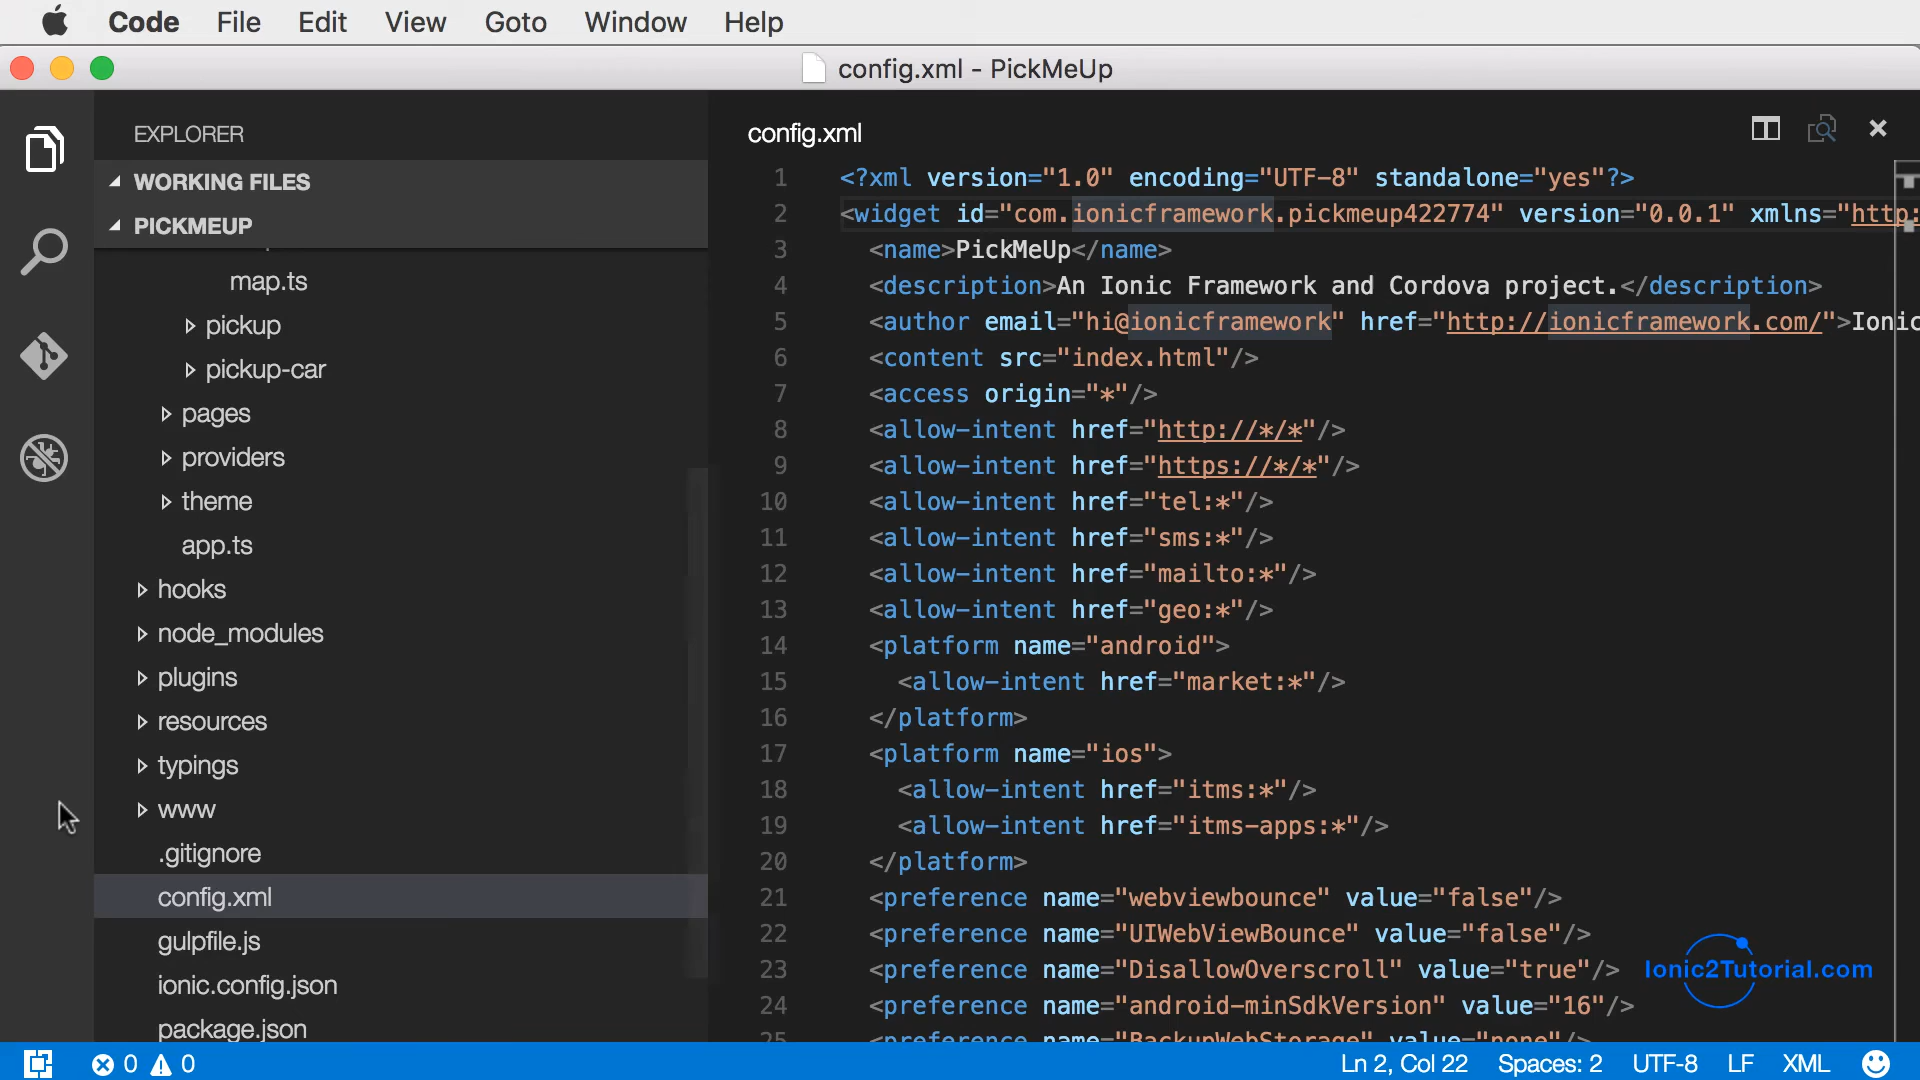 Code File Edit View Goto Window Help
config.xml - PickMeUp
EXPLORER
WORKING FILES
PICKMEUP
map.ts
pickup
pickup-car
pages
providers
theme
app.ts
hooks
node_modules
plugins
resources
typings
www
.gitignore
config.xml
gulpfile.js
ionic.config.json
package.json
config.xml
1 <?xml version="1.0" encoding="UTF-8" standalone="yes"?>
2 <widget id="com.ionicframework.pickmeup422774" version="0.0.1" xmlns="http:
3 <name>PickMeUp</name>
4 <description>An Ionic Framework and Cordova project.</description>
5 <author email="hi@ionicframework" href="http://ionicframework.com/">Ionic
6 <content src="index.html"/>
7 <access origin="*"/>
8 <allow-intent href="http://*/*"/>
9 <allow-intent href="https://*/*"/>
10 <allow-intent href="tel:*"/>
11 <allow-intent href="sms:*"/>
12 <allow-intent href="mailto:*"/>
13 <allow-intent href="geo:*"/>
14 <platform name="android">
15 <allow-intent href="market:*"/>
16 </platform>
17 <platform name="ios">
18 <allow-intent href="itms:*"/>
19 <allow-intent href="itms-apps:*"/>
20 </platform>
21 <preference name="webviewbounce" value="false"/>
22 <preference name="UIWebViewBounce" value="false"/>
23 <preference name="DisallowOverscroll" value="true"/>
24 <preference name="android-minSdkVersion" value="16"/>
25 <preference name="BackupWebStorage" value="none"/>
Ionic2Tutorial.com
0 0
Ln 2, Col 22 Spaces: 2 UTF-8 LF XML